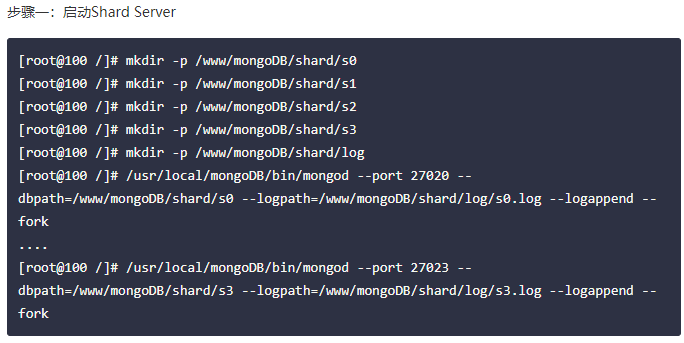 步骤一：启动Shard Server
[root@100 /]# mkdir -p /www/mongoDB/shard/s0
[root@100 /]# mkdir -p /www/mongoDB/shard/s1
[root@100 /]# mkdir -p /www/mongoDB/shard/s2
[root@100 /]# mkdir -p /www/mongoDB/shard/s3
[root@100 /]# mkdir -p /www/mongoDB/shard/log
[root@100 /]# /usr/local/mongoDB/bin/mongod --port 27020 --
dbpath=/www/mongoDB/shard/s0 --logpath=/www/mongoDB/shard/log/s0.log --logappend --
fork
....
[root@100 /]# /usr/local/mongoDB/bin/mongod --port 27023 --
dbpath=/www/mongoDB/shard/s3 --logpath=/www/mongoDB/shard/log/s3.log --logappend --
fork